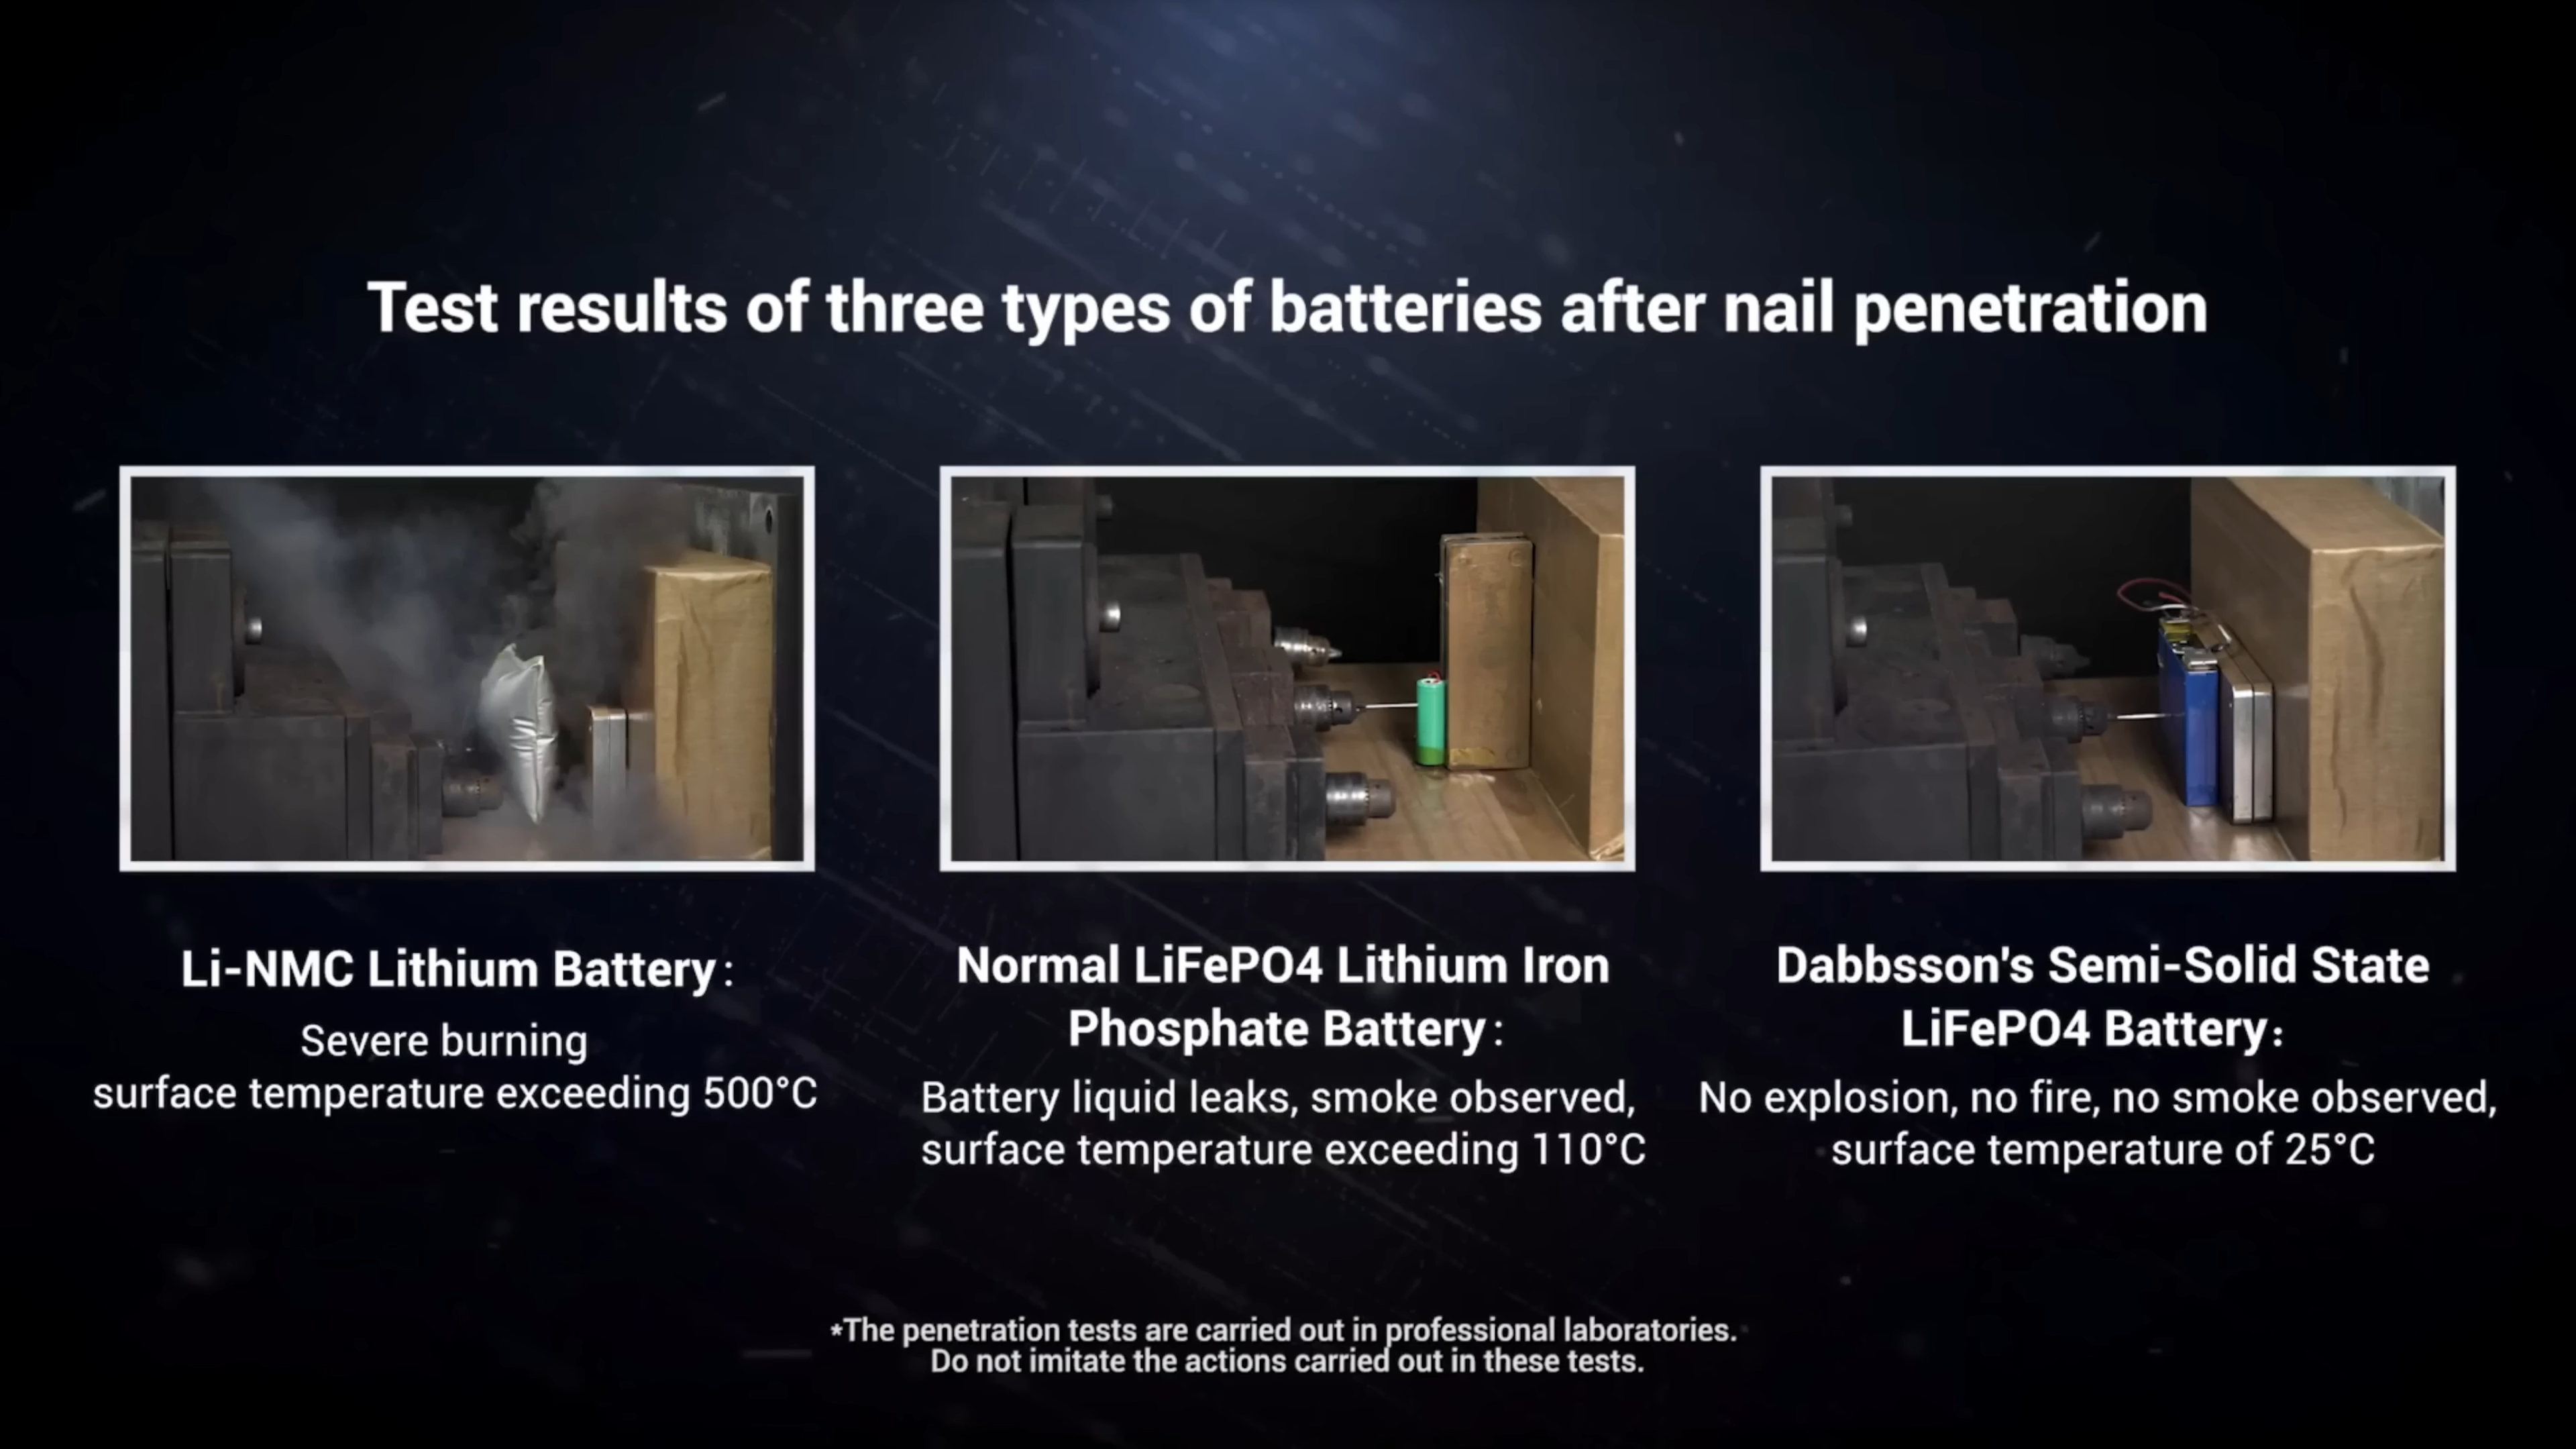 Test results of three types of batteries after nail penetration
Li-NMC Lithium Battery:
Severe burning
surface temperature exceeding 500°C
Normal LiFePO4 Lithium Iron
Phosphate Battery:
Battery liquid leaks, smoke observed,
surface temperature exceeding 110°C
Dabbsson's Semi-Solid State
LiFePO4 Battery:
No explosion, no fire, no smoke observed,
surface temperature of 25°C
*The penetration tests are carried out in professional laboratories.
Do not imitate the actions carried out in these tests.